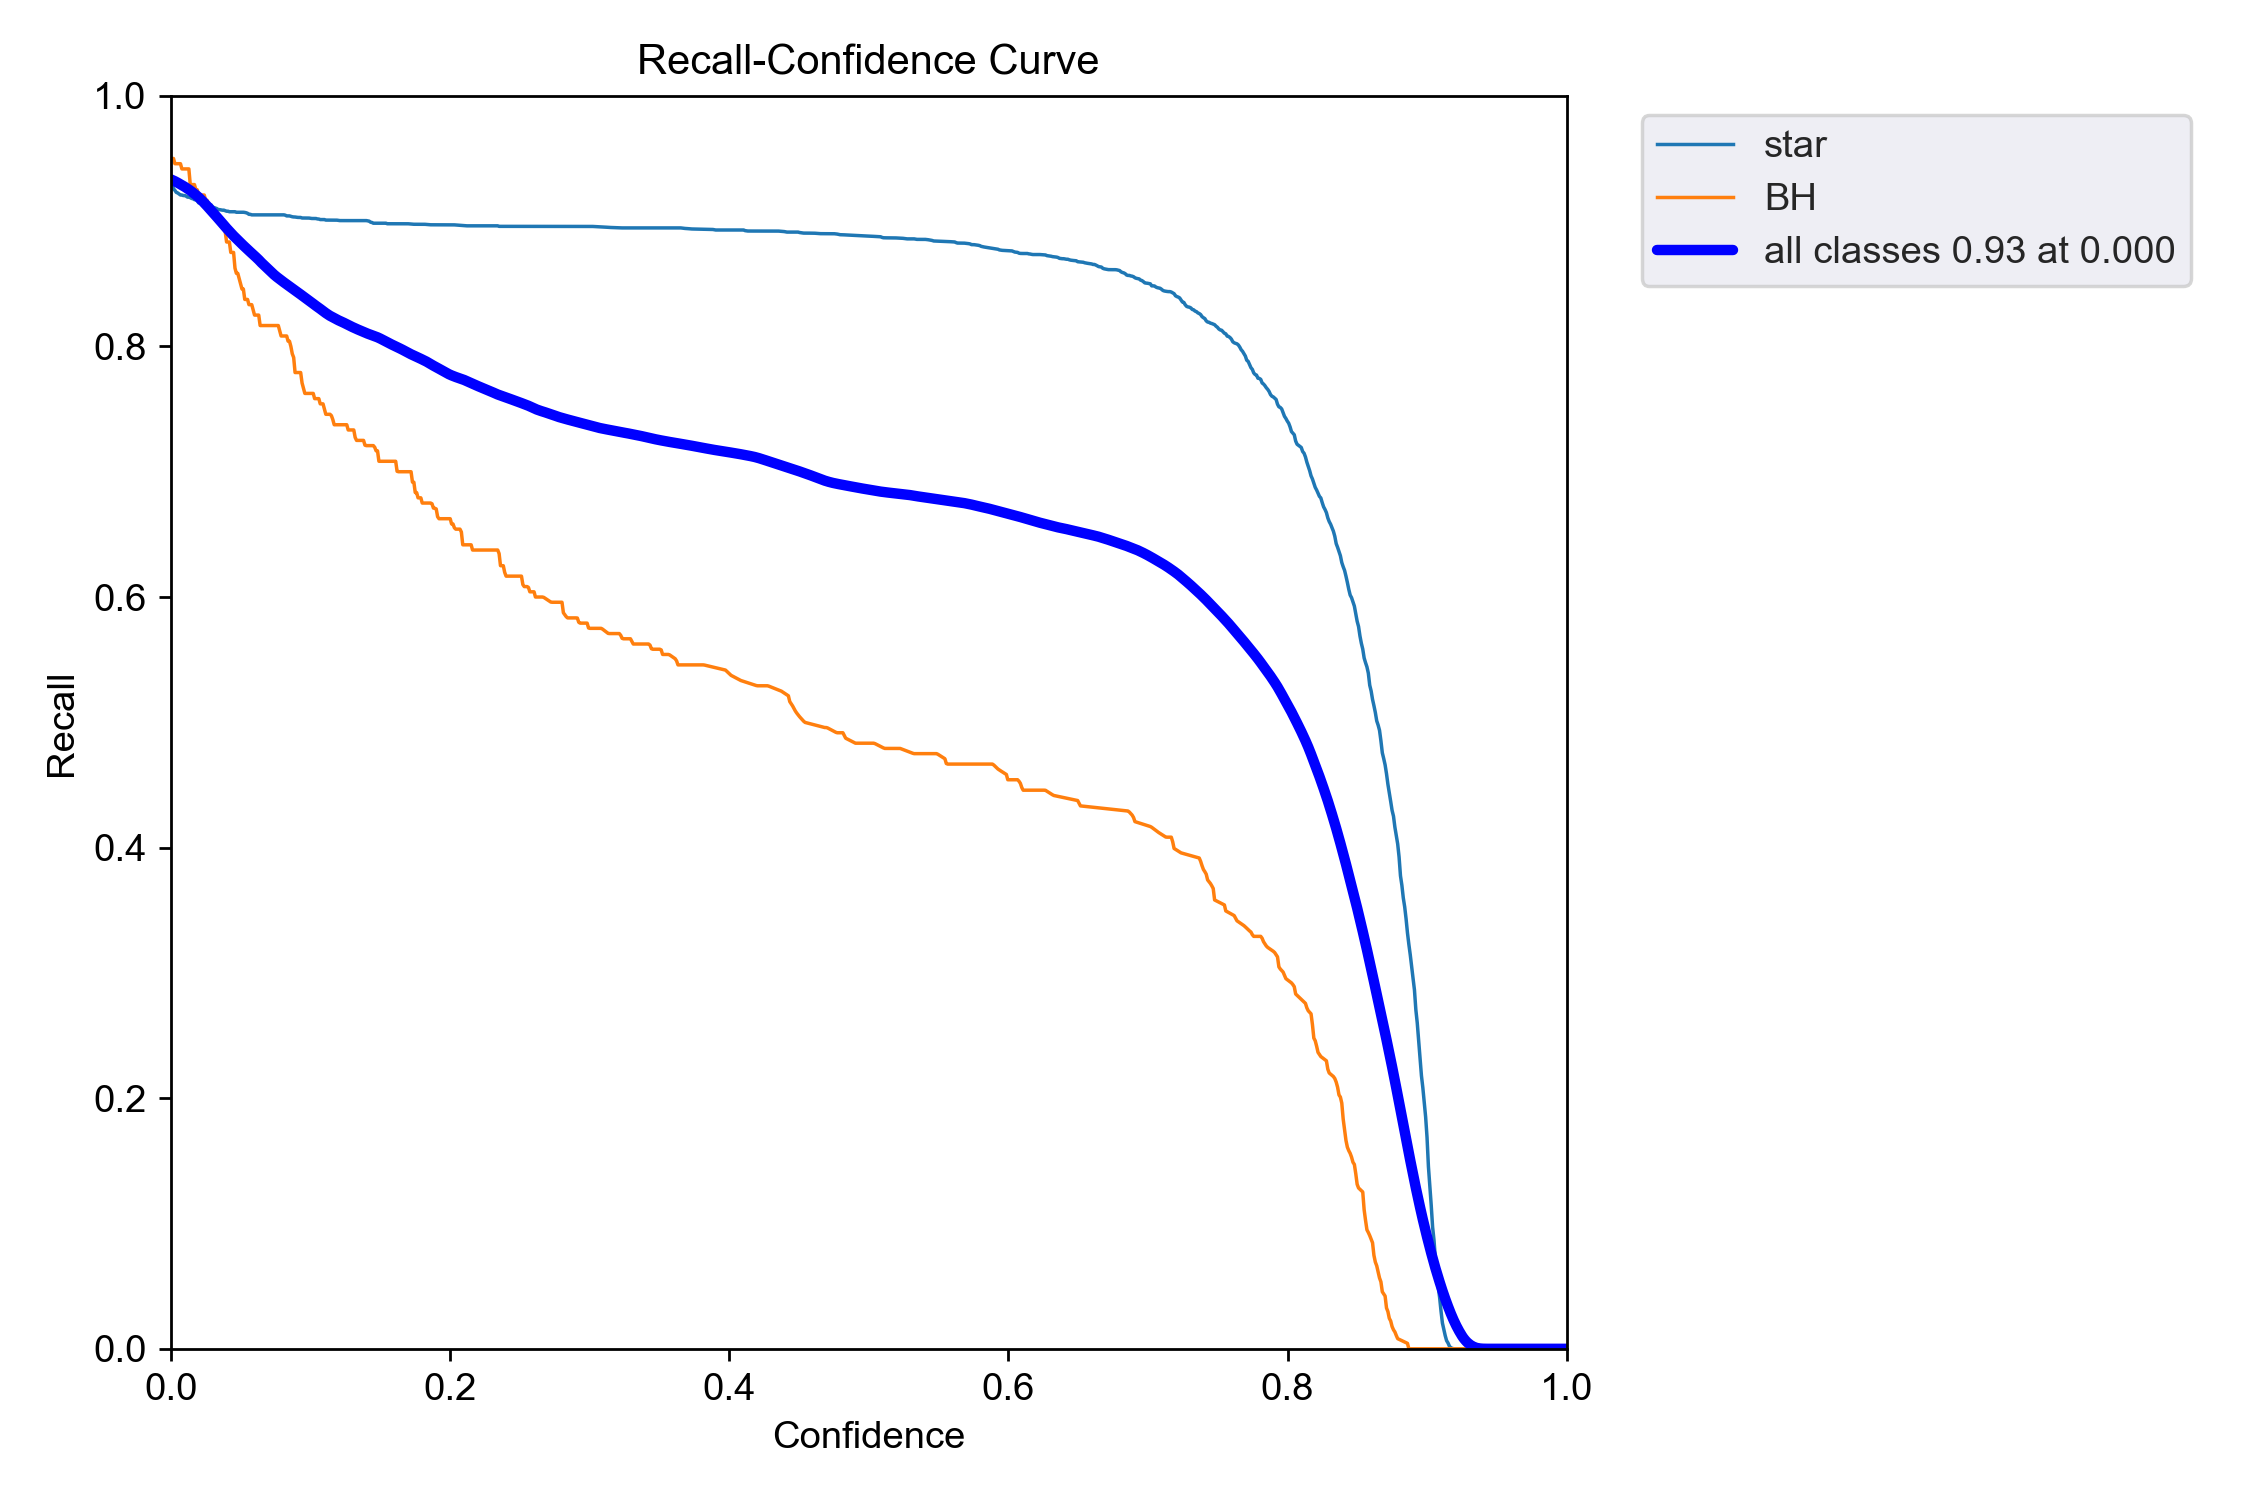 Recall-Confidence Curve
1.0
0.8
0.6
0.4
0.2
0.0
Recall
0.0 0.2 0.4 0.6 0.8 1.0
Confidence
star
BH
all classes 0.93 at 0.000